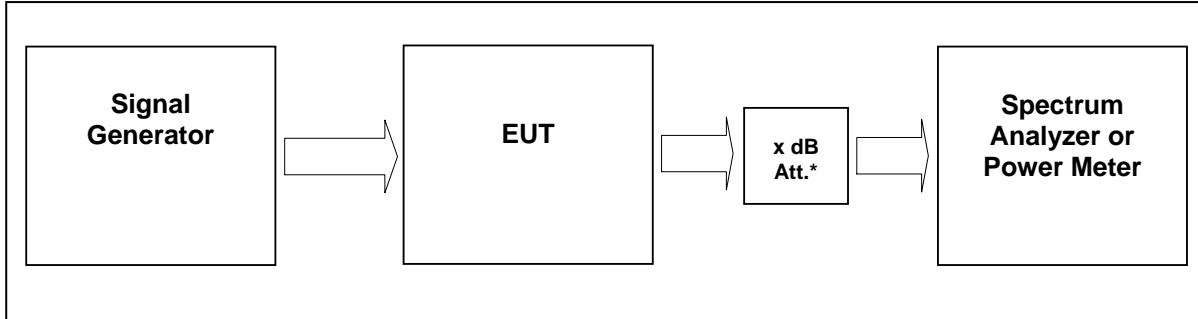 Signal
Generator
EUT
x dB
Att.*
Spectrum
Analyzer or
Power Meter